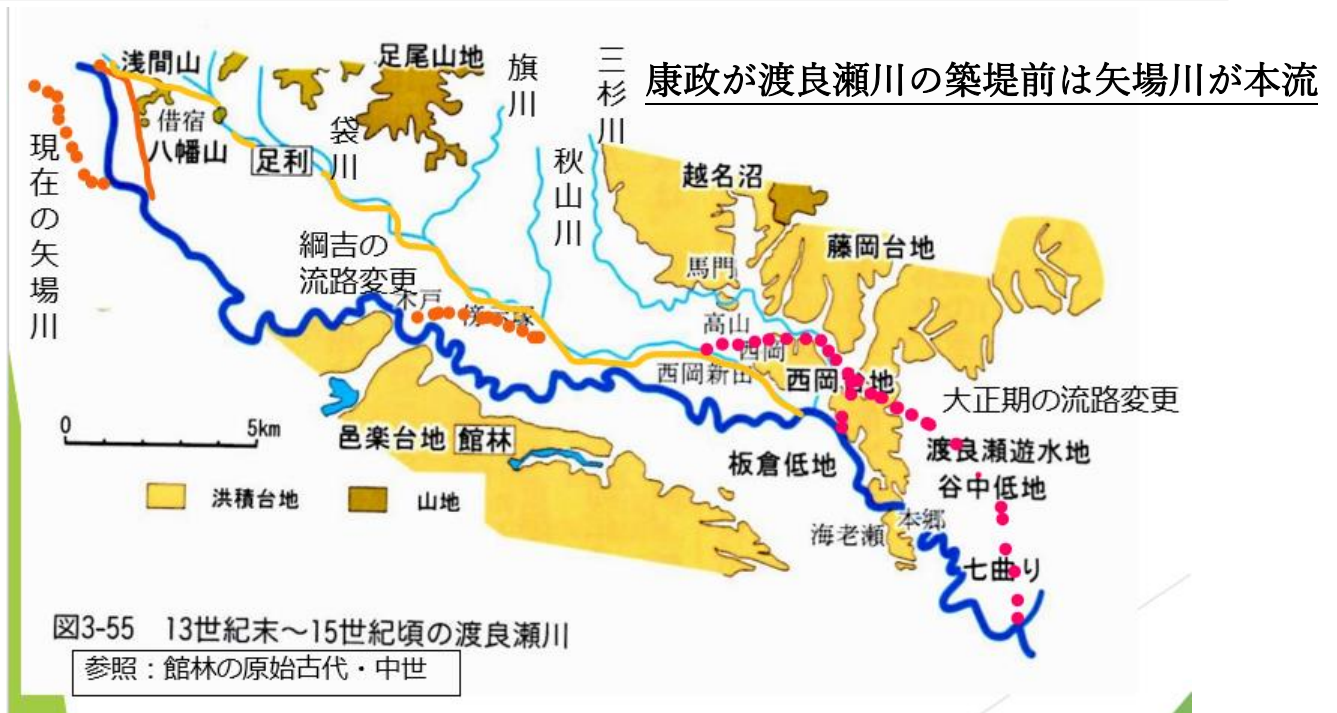 康政が渡良瀬川の築堤前は矢場川が本流
浅間山
足尾山地
旗川
三杉川
借宿
八幡山
足利
袋川
秋山川
越名沼
現在の矢場川
藤岡台地
綱吉の
流路変更
木戸
馬門
高山
西岡
西岡新田
西岡台地
大正期の流路変更
0
5km
邑楽台地
館林
板倉低地
渡良瀬遊水地
谷中低地
洪積台地
山地
海老瀬
本郷
七曲り
図3-55 13世紀末～15世紀頃の渡良瀬川
参照：館林の原始古代・中世